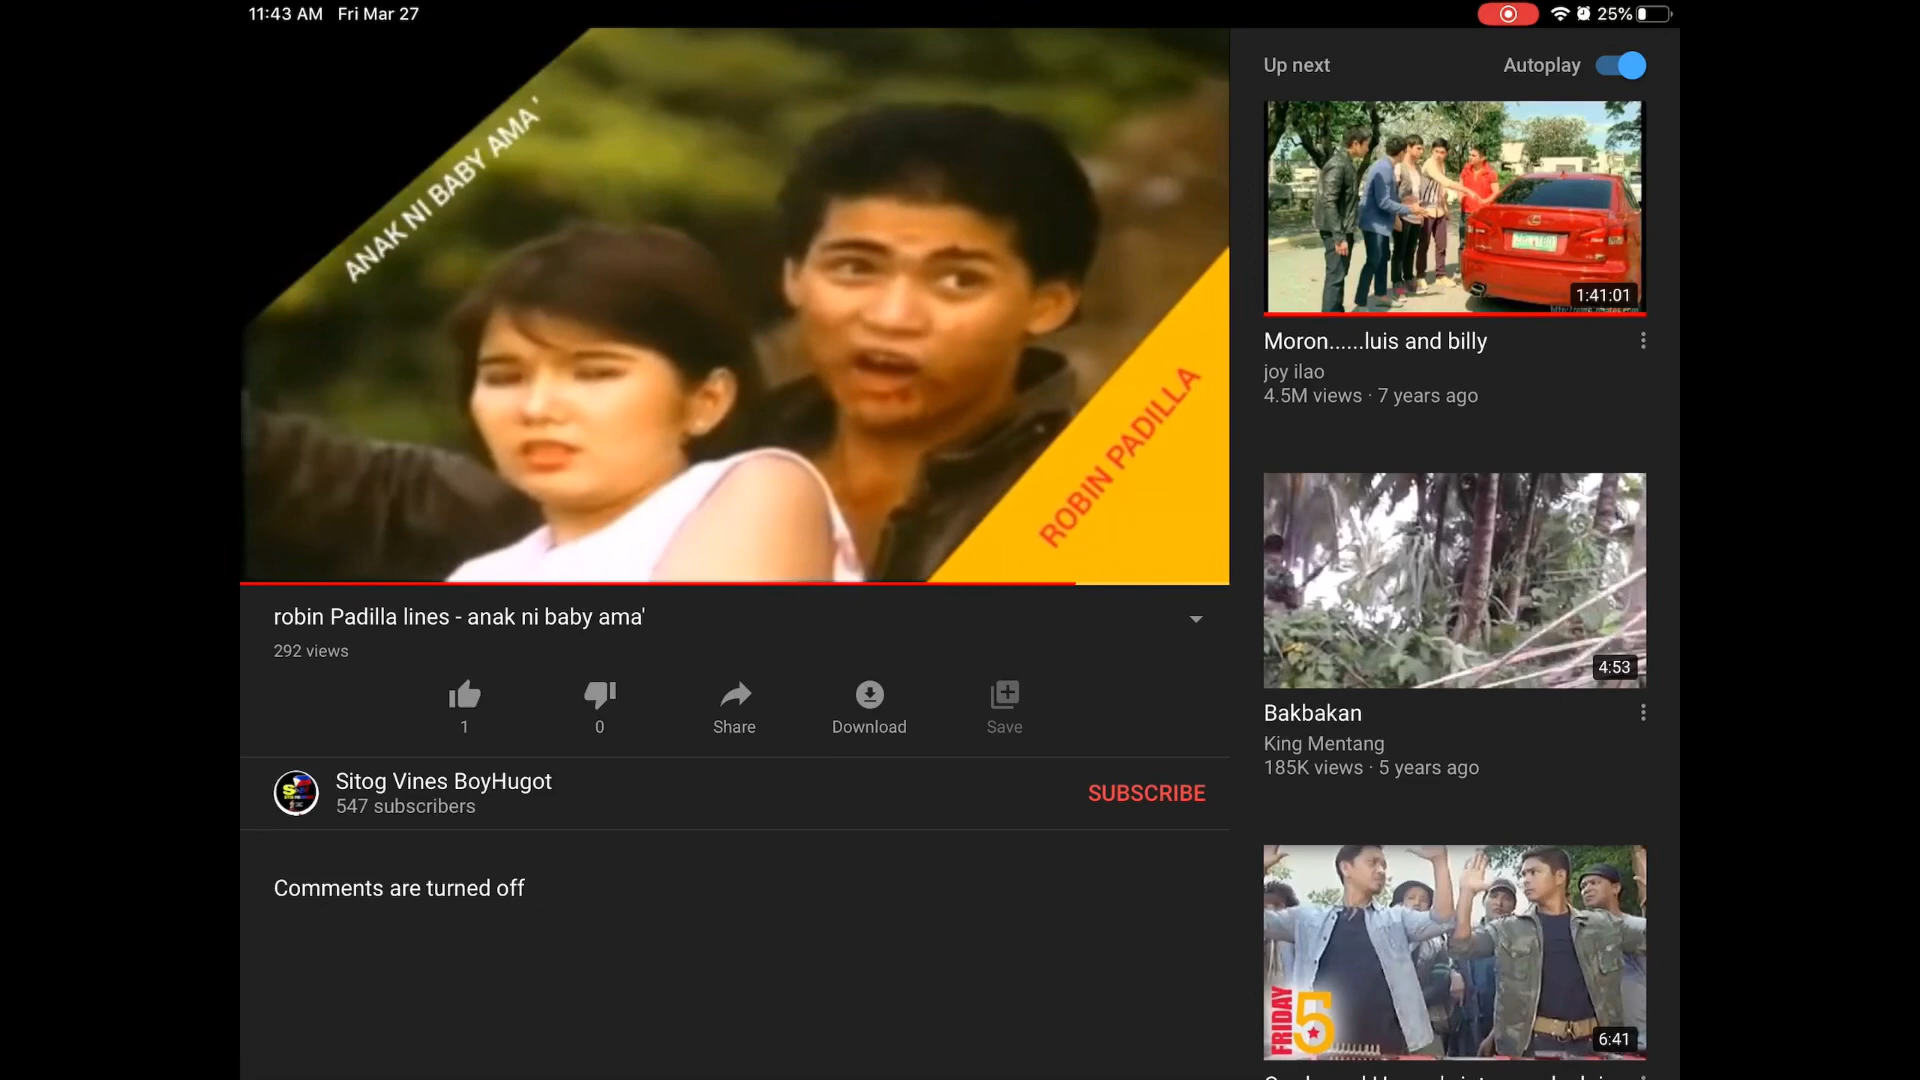 11:43 AM Fri Mar 27
25%
ANAK NI BABY AMA'
ROBIN PADILLA
robin Padilla lines - anak ni baby ama'
292 views
1
0
Share
Download
Save
Sitog Vines BoyHugot
547 subscribers
SUBSCRIBE
Comments are turned off
Up next
Autoplay
1:41:01
Moron......luis and billy
joy ilao
4.5M views · 7 years ago
4:53
Bakbakan
King Mentang
185K views · 5 years ago
FRIDAY
5
6:41